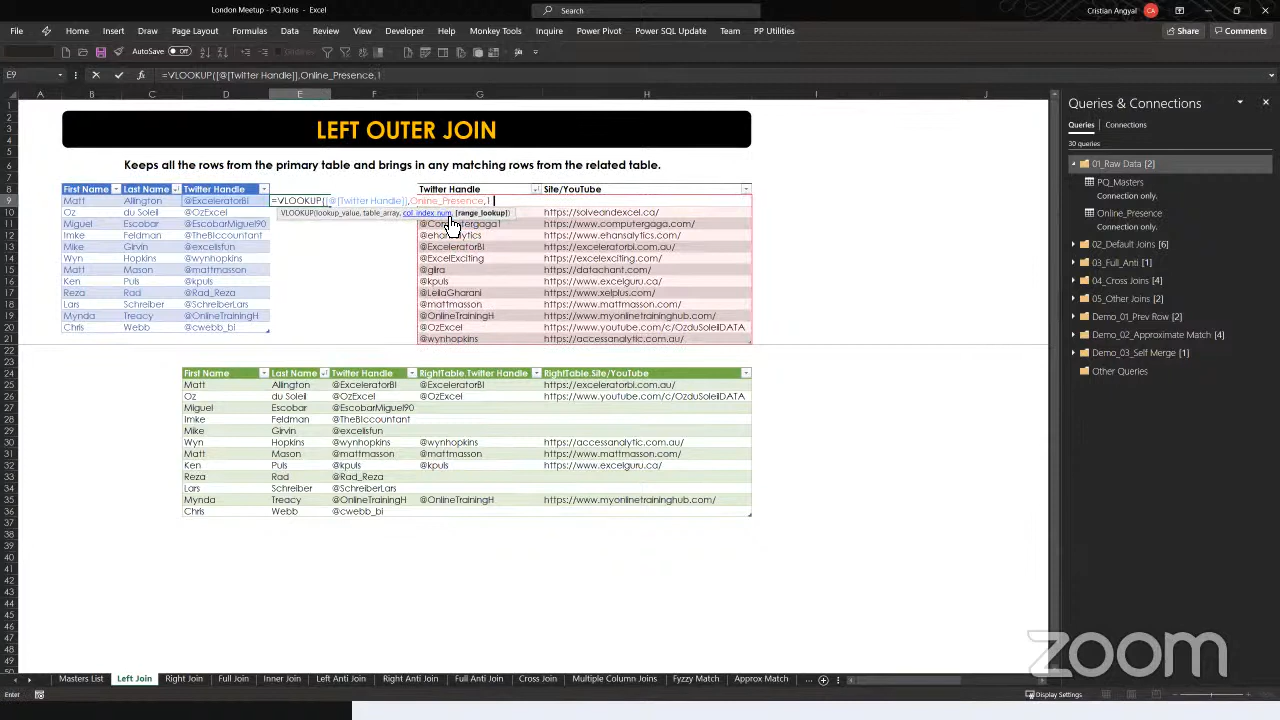 London Meetup - PQ Joins - Excel
Search
Cristian Angyal
CA
File Home Insert Draw Page Layout Formulas Data Review View Developer Help Monkey Tools Inquire Power Pivot Power SQL Update Team PP Utilities
Share
Comments
AutoSave Off
E9
=VLOOKUP([@[Twitter Handle]],Online_Presence,1
A B C D E F G H I J
LEFT OUTER JOIN
Keeps all the rows from the primary table and brings in any matching rows from the related table.
First Name Last Name Twitter Handle Twitter Handle Site/YouTube
Matt Allington @ExceleratorBI =VLOOKUP([@[Twitter Handle]],Online_Presence,1
VLOOKUP(lookup_value, table_array, col_index_num, [range_lookup])
Oz du Soleil @OzExcel https://solveandexcel.ca/
Miguel Escobar @EscobarMiguel90 @Computergaga1 https://www.computergaga.com/
Imke Feldman @TheBIccountant @ehanalytics https://www.ehansalytics.com/
Mike Girvin @excelisfun @ExceleratorBI https://exceleratorbi.com.au/
Wyn Hopkins @wynhopkins @ExcelExciting https://excelexciting.com/
Matt Mason @mattmasson @gilra https://datachant.com/
Ken Puls @kpuls @kpuls https://www.excelguru.ca/
Reza Rad @Rad_Reza @LeilaGharani https://www.xelplus.com/
Lars Schreiber @SchreiberLars @mattmasson https://www.mattmasson.com/
Mynda Treacy @OnlineTrainingH @OnlineTrainingH https://www.myonlinetraininghub.com/
Chris Webb @cwebb_bi @OzExcel https://www.youtube.com/c/OzduSoleilDATA
@wynhopkins https://accessanalytic.com.au/
First Name Last Name Twitter Handle RightTable.Twitter Handle RightTable.Site/YouTube
Matt Allington @ExceleratorBI @ExceleratorBI https://exceleratorbi.com.au/
Oz du Soleil @OzExcel @OzExcel https://www.youtube.com/c/OzduSoleilDATA
Miguel Escobar @EscobarMiguel90
Imke Feldman @TheBIccountant
Mike Girvin @excelisfun
Wyn Hopkins @wynhopkins @wynhopkins https://accessanalytic.com.au/
Matt Mason @mattmasson @mattmasson https://www.mattmasson.com/
Ken Puls @kpuls @kpuls https://www.excelguru.ca/
Reza Rad @Rad_Reza
Lars Schreiber @SchreiberLars
Mynda Treacy @OnlineTrainingH @OnlineTrainingH https://www.myonlinetraininghub.com/
Chris Webb @cwebb_bi
Queries & Connections
Queries Connections
30 queries
01_Raw Data [2]
PQ_Masters
Connection only.
Online_Presence
Connection only.
02_Default Joins [6]
03_Full_Anti [1]
04_Cross Joins [4]
05_Other Joins [2]
Demo_01_Prev Row [2]
Demo_02_Approximate Match [4]
Demo_03_Self Merge [1]
Other Queries
zoom
Masters List Left Join Right Join Full Join Inner Join Left Anti Join Right Anti Join Full Anti Join Cross Join Multiple Column Joins Fyzzy Match Approx Match ...
Enter
Display Settings